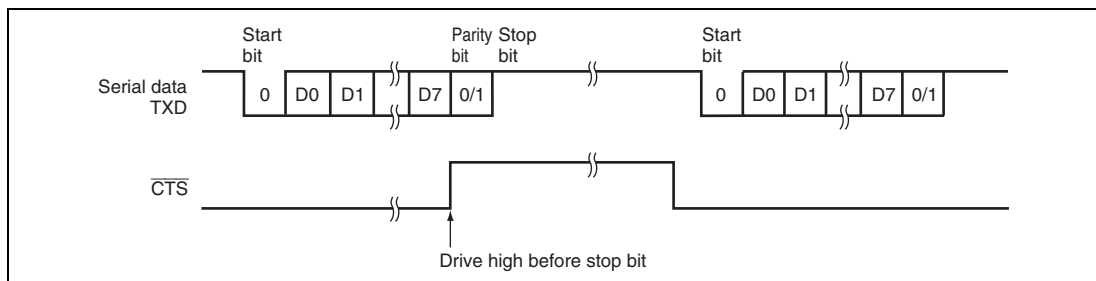 Start bit
Parity bit
Stop bit
Start bit
Serial data TXD
0 D0 D1 D7 0/1
0 D0 D1 D7 0/1
CTS
Drive high before stop bit